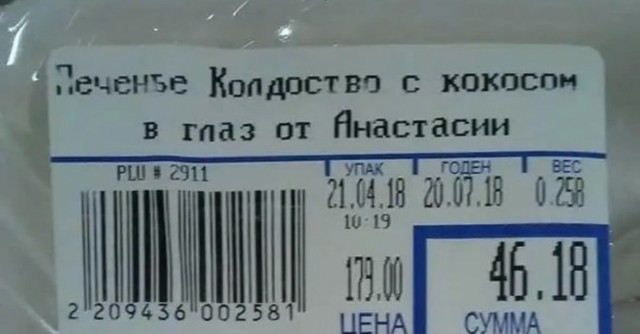 Печенье Колдоство с кокосом
в глаз от Анастасии
PLU # 2911
УПАК ГОДЕН ВЕС
21.04.18 20.07.18 0.258
10:19
179.00 46.18
2 209436 002581
ЦЕНА СУММА